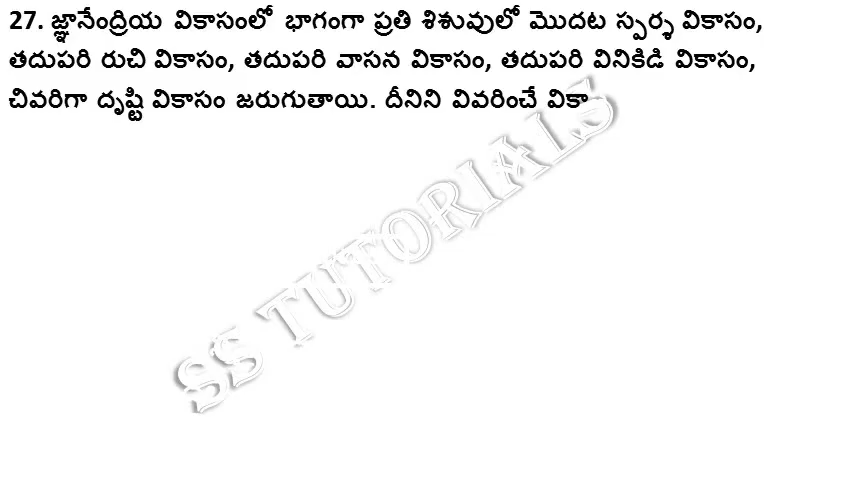 27. జ్ఞానేంద్రియ వికాసంలో భాగంగా ప్రతి శిశువులో మొదట స్పర్శ వికాసం,
తదుపరి రుచి వికాసం, తదుపరి వాసన వికాసం, తదుపరి వినికిడి వికాసం,
చివరిగా దృష్టి వికాసం జరుగుతాయి. దీనిని వివరించే వికా
SS TUTORIALS